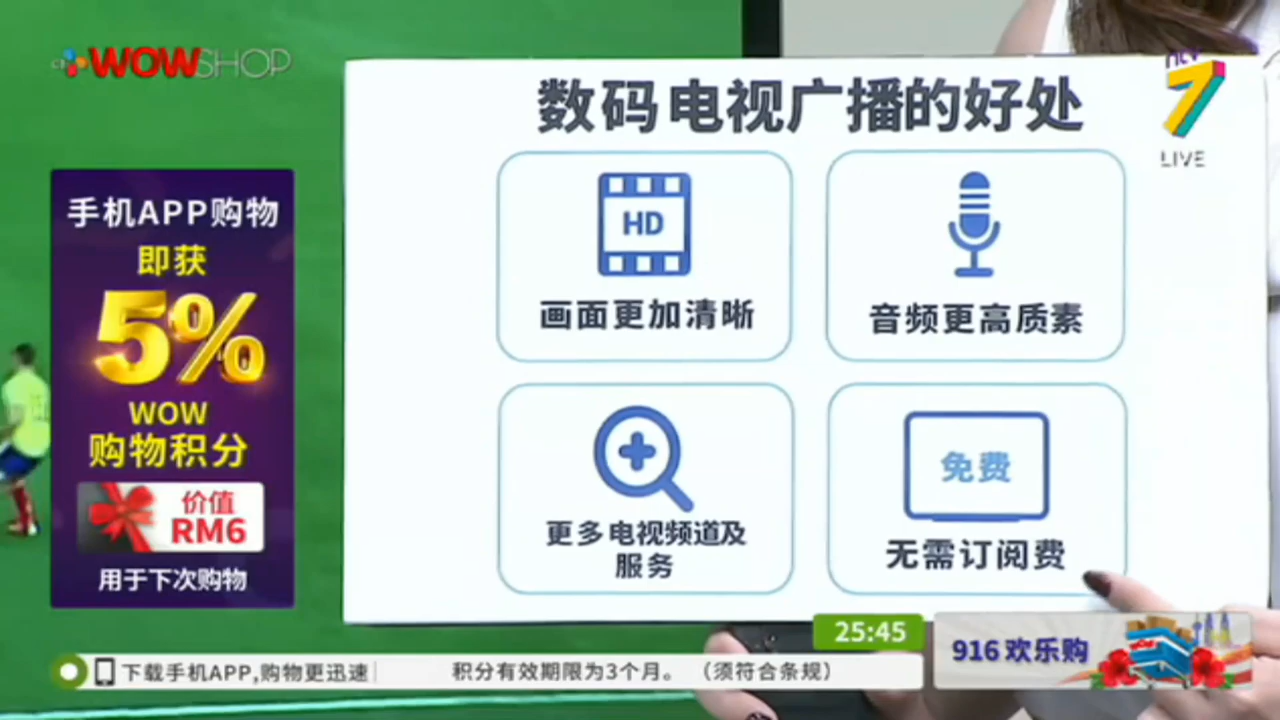 CJ WOWSHOP
数码电视广播的好处
ntv7
LIVE
手机APP购物
即获
5%
WOW
购物积分
价值
RM6
用于下次购物
HD
画面更加清晰
音频更高质素
更多电视频道及
服务
免费
无需订阅费
25:45
916 欢乐购
下载手机APP,购物更迅速
积分有效期限为3个月。 （须符合条规）